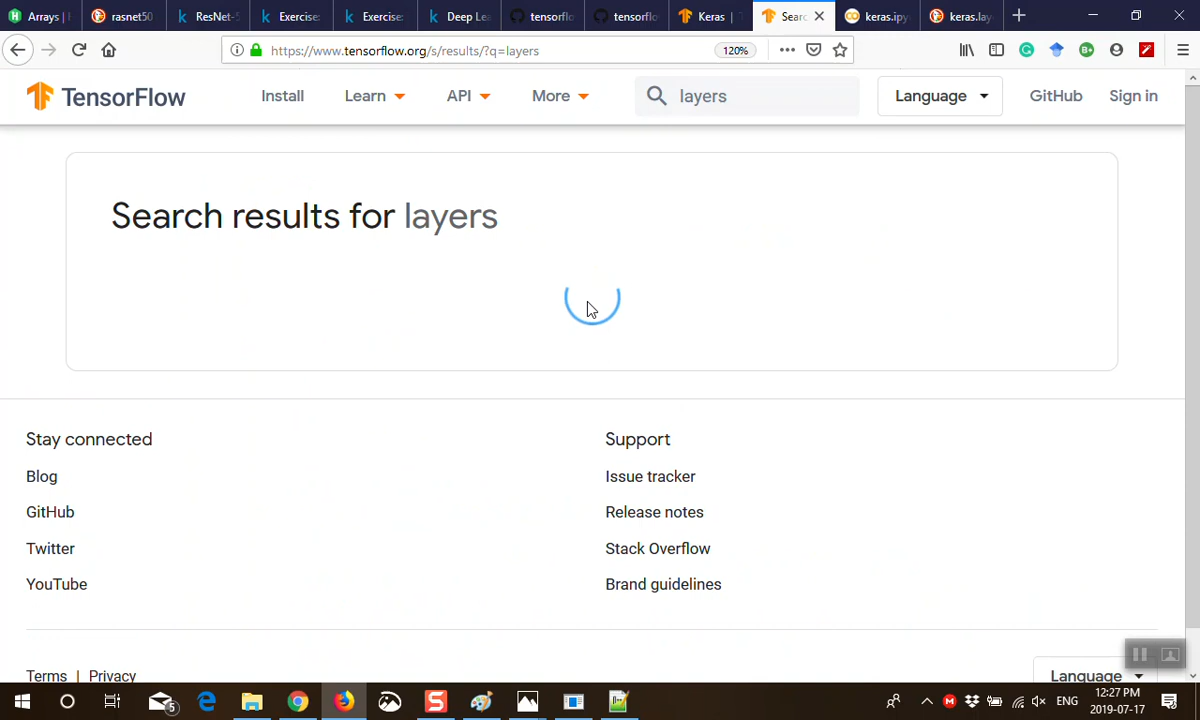 Arrays |
rasnet50
ResNet-5
Exercise:
Exercise:
Deep Lea
tensorflo
tensorflo
Keras | T
Searc
keras.ipy
keras.lay
https://www.tensorflow.org/s/results/?q=layers
120%
TensorFlow
Install
Learn
API
More
layers
Language
GitHub
Sign in
Search results for layers
Stay connected
Support
Blog
Issue tracker
GitHub
Release notes
Twitter
Stack Overflow
YouTube
Brand guidelines
Terms | Privacy
Language
5
ENG
12:27 PM
2019-07-17